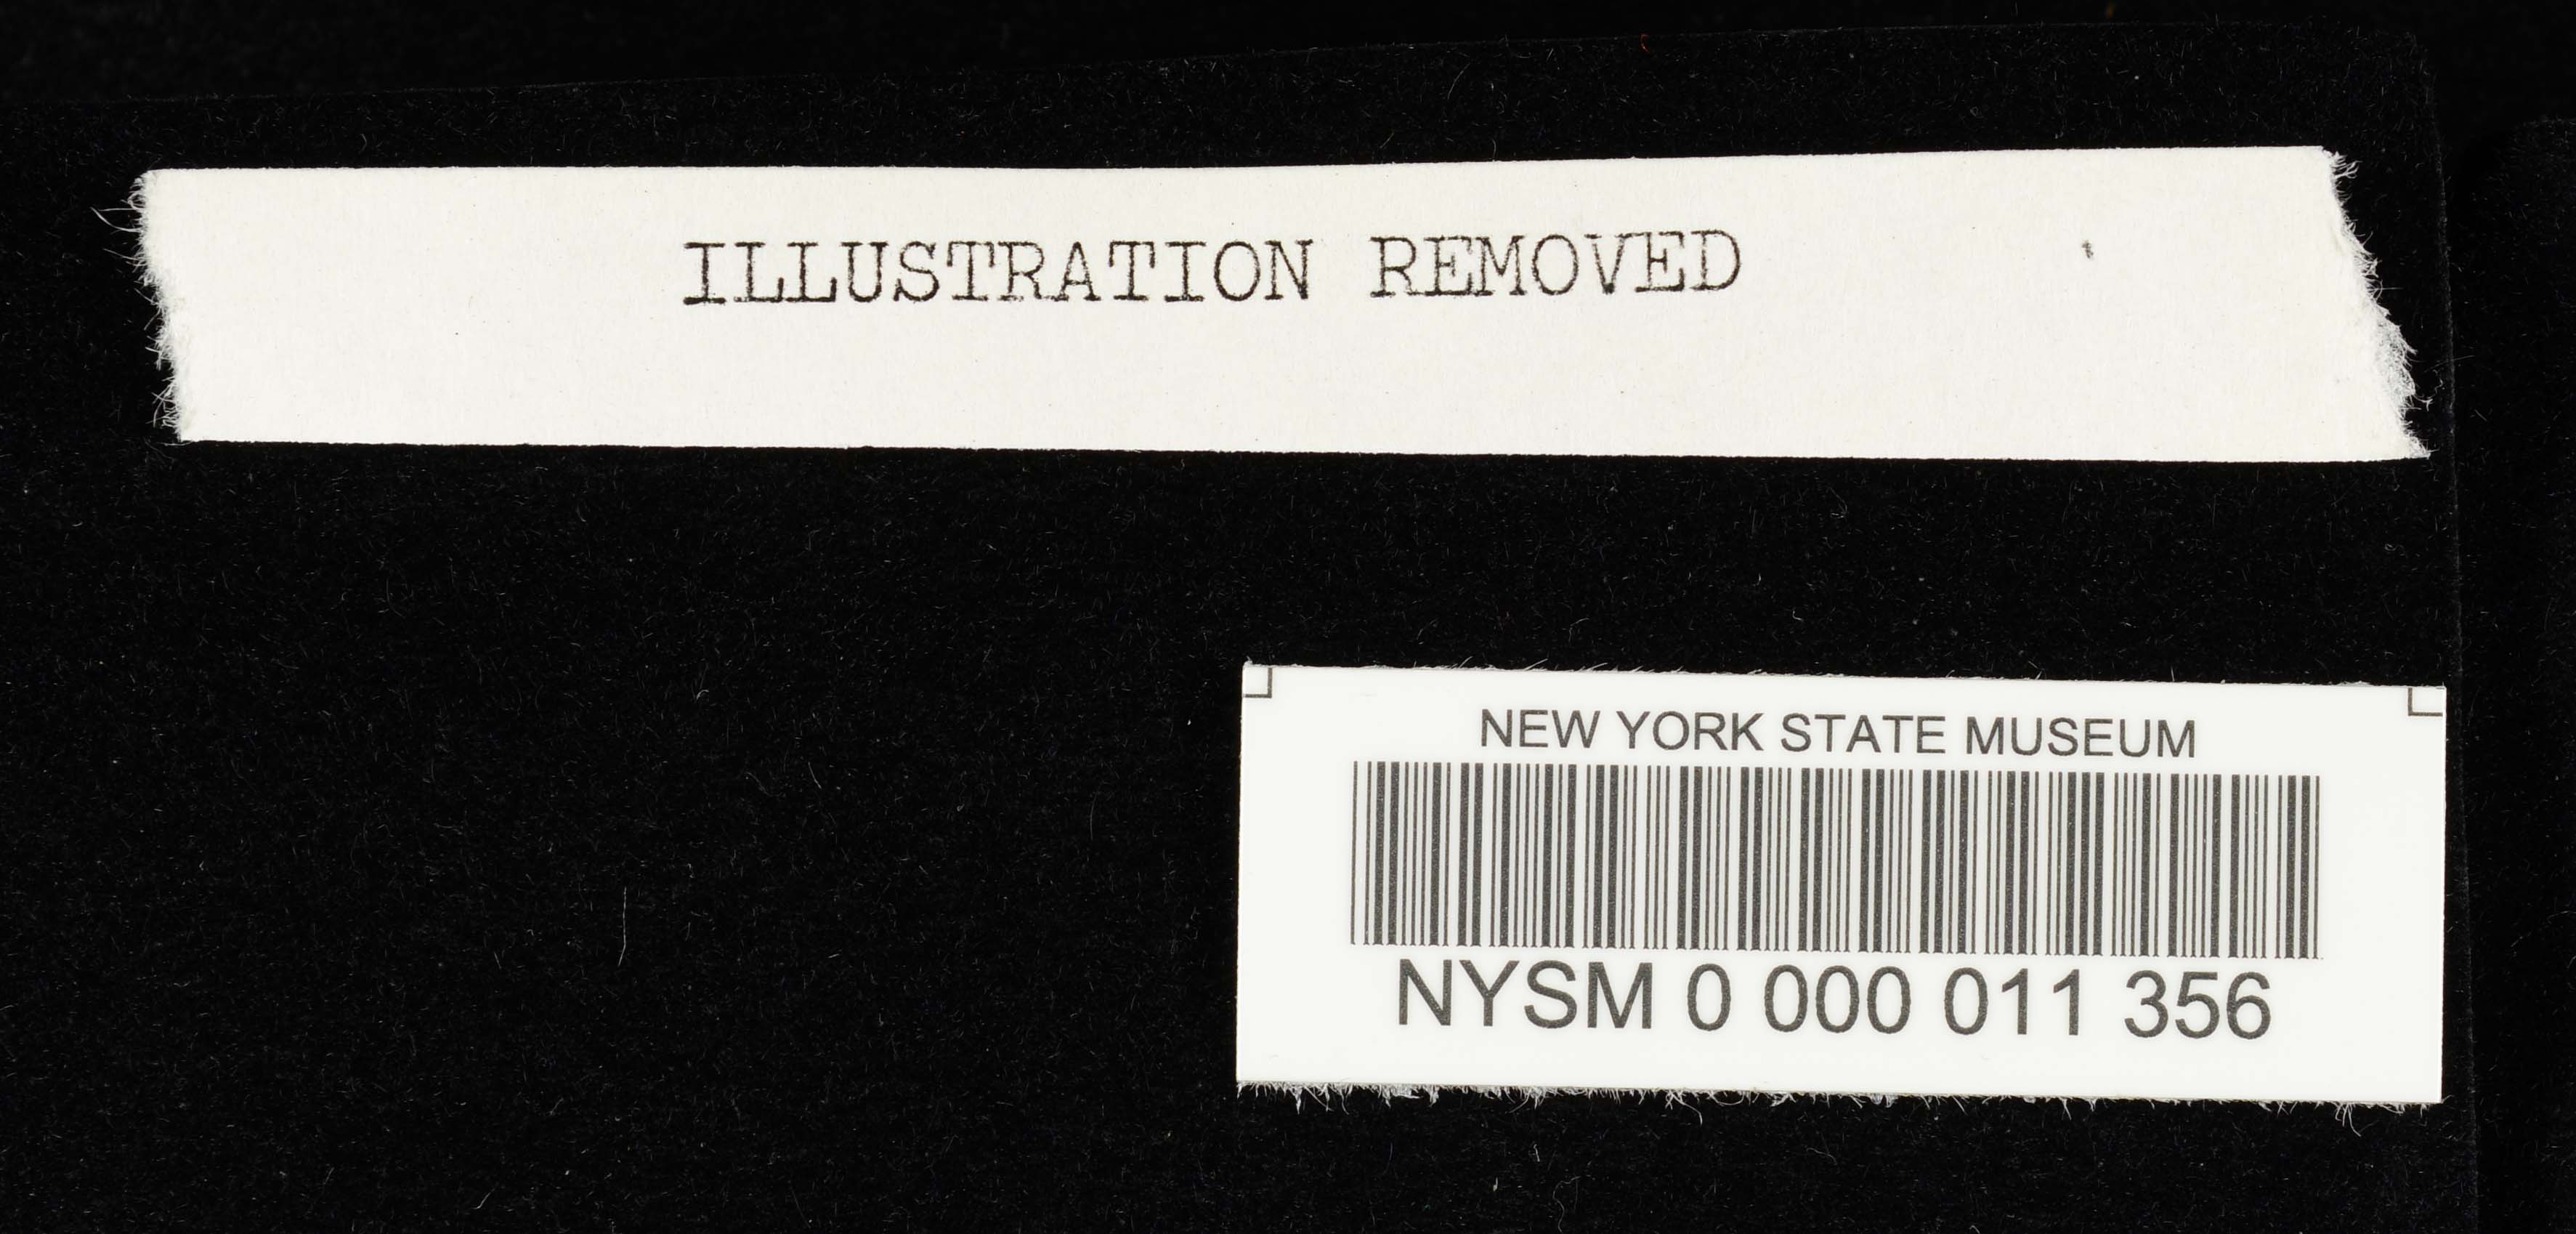 ILLUSTRATION REMOVED
NEW YORK STATE MUSEUM
NYSM 0 000 011 356